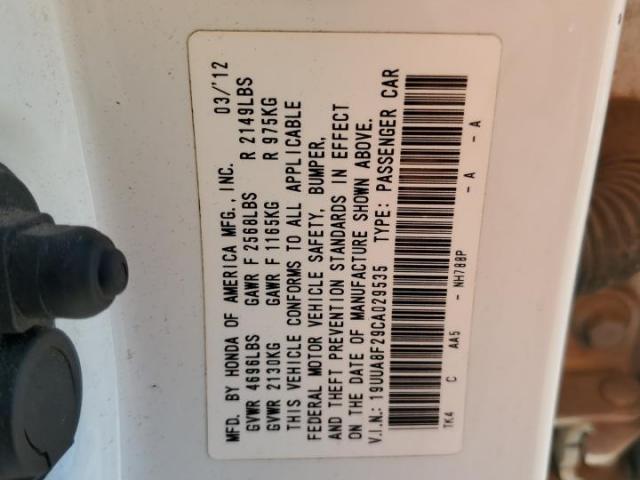 MFD. BY HONDA OF AMERICA MFG., INC. 03/'12
GVWR 4696LBS GAWR F 2568LBS R 2149LBS
GVWR 2130KG GAWR F 1165KG R 975KG
THIS VEHICLE CONFORMS TO ALL APPLICABLE
FEDERAL MOTOR VEHICLE SAFETY, BUMPER,
AND THEFT PREVENTION STANDARDS IN EFFECT
ON THE DATE OF MANUFACTURE SHOWN ABOVE.
V.I.N.: 19UUA8F29CA029535 TYPE: PASSENGER CAR
TK4 C AA5 - NH788P - A - A